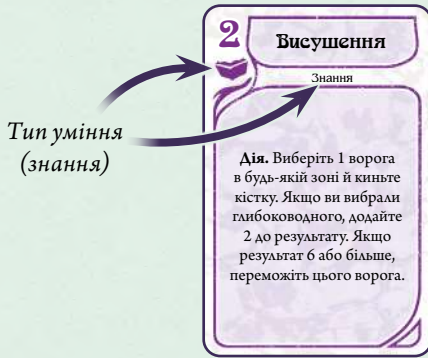 2
Висушення
Знання
Тип уміння
(знання)
Дія. Виберіть 1 ворога
в будь-якій зоні й киньте
кістку. Якщо ви вибрали
глибоководного, додайте
2 до результату. Якщо
результат 6 або більше,
переможіть цього ворога.